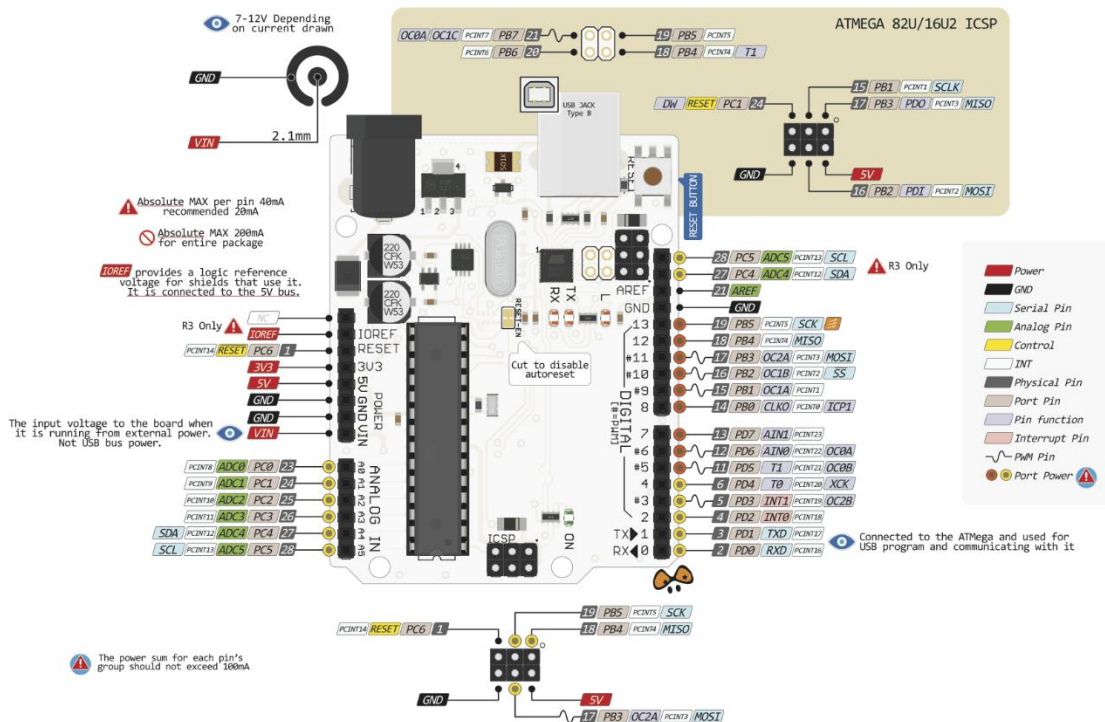 7-12V Depending
on current drawn
GND
VIN
2.1mm
ATMEGA 82U/16U2 ICSP
OC0A OC1C PCINT7 PB7 21
19 PB5 PCINT5
PCINT6 PB6 20
18 PB4 PCINT4 T1
15 PB1 PCINT1 SCLK
DW RESET PC1 24
17 PB3 PDO PCINT3 MISO
GND
5V
16 PB2 PDI PCINT2 MOSI
USB JACK
Type B
RESET
RESET BUTTON
Absolute MAX per pin 40mA
recommended 20mA
Absolute MAX 200mA
for entire package
IOREF provides a logic reference
voltage for shields that use it.
It is connected to the 5V bus.
1 2 3
501K
220
CFK
W53
220
CFK
W53
RESET-EN
RX
TX
L
1
Cut to disable
autoreset
NC
R3 Only
IOREF
PCINT14 RESET PC6 1
3V3
5V
GND
GND
The input voltage to the board when
it is running from external power.
Not USB bus power.
VIN
IOREF
RESET
3V3
5V
GND
VIN
POWER
PCINT8 ADC0 PC0 23
PCINT9 ADC1 PC1 24
PCINT10 ADC2 PC2 25
PCINT11 ADC3 PC3 26
SDA PCINT12 ADC4 PC4 27
SCL PCINT13 ADC5 PC5 28
A0
A1
A2
A3
A4
A5
ANALOG IN
ICSP
ON
AREF
GND
13
12
#11
#10
#9
8
7
#6
#5
4
#3
2
TX 1
RX 0
DIGITAL
[#=PWM]
28 PC5 ADC5 PCINT13 SCL
R3 Only
27 PC4 ADC4 PCINT12 SDA
21 AREF
GND
19 PB5 PCINT5 SCK
18 PB4 PCINT4 MISO
17 PB3 OC2A PCINT3 MOSI
16 PB2 OC1B PCINT2 SS
15 PB1 OC1A PCINT1
14 PB0 CLKO PCINT0 ICP1
13 PD7 AIN1 PCINT23
12 PD6 AIN0 PCINT22 OC0A
11 PD5 T1 PCINT21 OC0B
6 PD4 T0 PCINT20 XCK
5 PD3 INT1 PCINT19 OC2B
4 PD2 INT0 PCINT18
3 PD1 TXD PCINT17
2 PD0 RXD PCINT16
Connected to the ATMega and used for
USB program and communicating with it
Power
GND
Serial Pin
Analog Pin
Control
INT
Physical Pin
Port Pin
Pin function
Interrupt Pin
PWM Pin
Port Power
19 PB5 PCINT5 SCK
PCINT14 RESET PC6 1
18 PB4 PCINT4 MISO
GND
5V
17 PB3 OC2A PCINT3 MOSI
The power sum for each pin's
group should not exceed 100mA